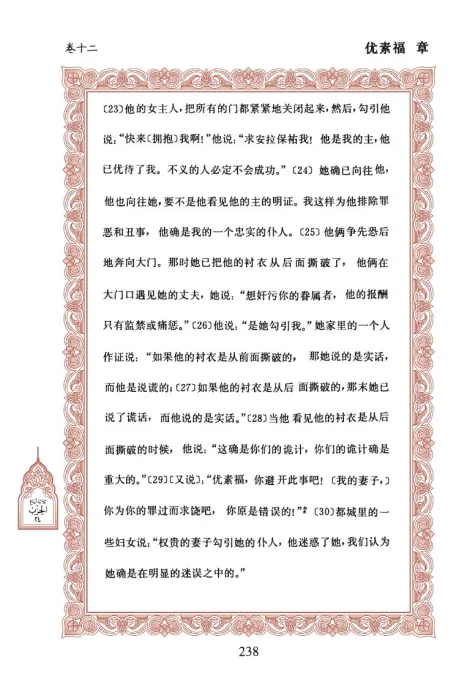 卷十二
优素福 章
〔23〕他的女主人，把所有的门都紧紧地关闭起来，然后，勾引他
说：“快来〔拥抱〕我啊！”他说：“求安拉保祐我！ 他是我的主，他
已优待了我。不义的人必定不会成功。”〔24〕 她确已向往他，
他也向往她，要不是他看见他的主的明证。我这样为他排除罪
恶和丑事， 他确是我的一个忠实的仆人。〔25〕他俩争先恐后
地奔向大门。那时她已把他的衬衣从后面撕破了， 他俩在
大门口遇见她的丈夫，她说：“想奸污你的眷属者， 他的报酬
只有监禁或痛惩。”〔26〕他说：“是她勾引我。”她家里的一个人
作证说：“如果他的衬衣是从前面撕破的， 那她说的是实话，
而他是说谎的；〔27〕如果他的衬衣是从后 面撕破的，那末她已
说了谎话， 而他说的是实话。”〔28〕当他看见他的衬衣是从后
面撕破的时候， 他说：“这确是你们的诡计，你们的诡计确是
重大的。”〔29〕〔又说〕：“优素福，你避开此事吧！〔我的妻子，〕
你为你的罪过而求饶吧， 你原是错误的！”〔30〕都城里的一
些妇女说：“权贵的妻子勾引她的仆人，他迷惑了她，我们认为
她确是在明显的迷误之中的。”
الحزب
٢٤
238